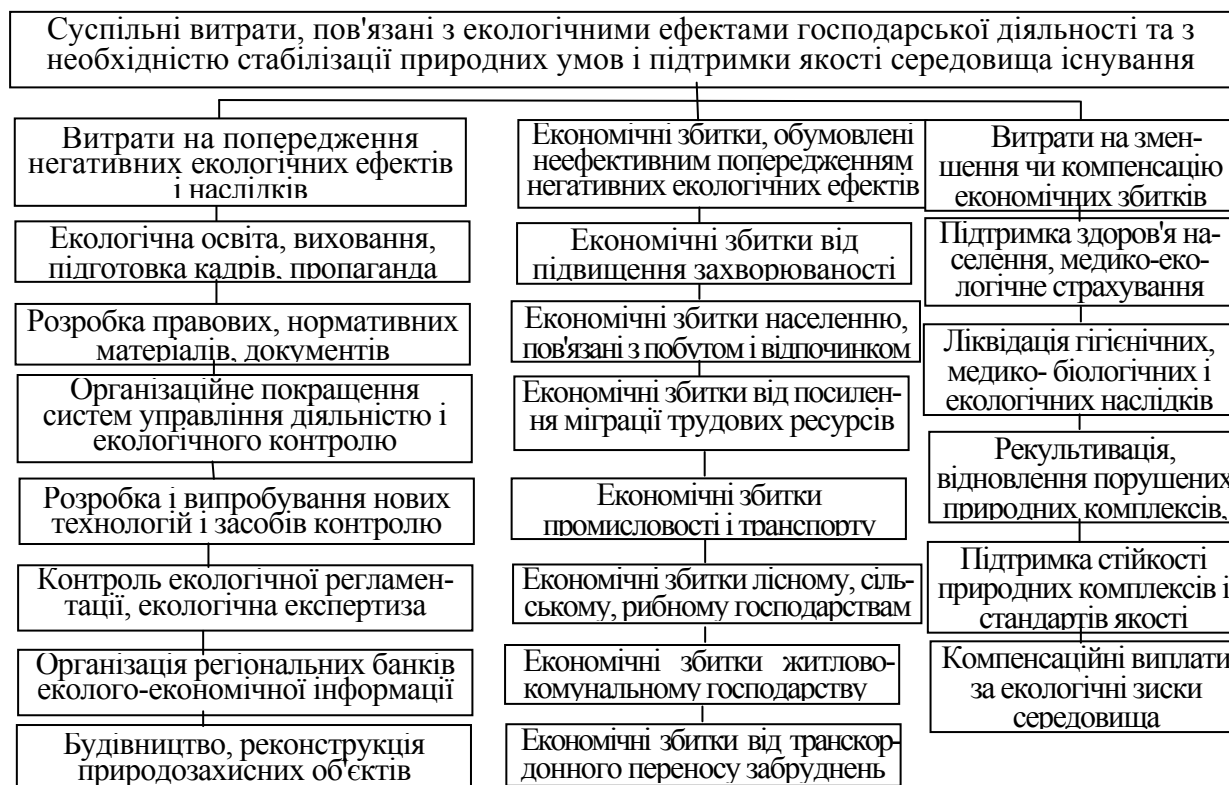 Суспільні витрати, пов'язані з екологічними ефектами господарської діяльності та з
необхідністю стабілізації природних умов і підтримки якості середовища існування
Витрати на попередження
негативних екологічних ефектів
і наслідків
Екологічна освіта, виховання,
підготовка кадрів, пропаганда
Розробка правових, нормативних
матеріалів, документів
Організаційне покращення
систем управління діяльністю і
екологічного контролю
Розробка і випробування нових
технологій і засобів контролю
Контроль екологічної регламен-
тації, екологічна експертиза
Організація регіональних банків
еколого-економічної інформації
Будівництво, реконструкція
природозахисних об'єктів
Економічні збитки, обумовлені
неефективним попередженням
негативних екологічних ефектів
Економічні збитки від
підвищення захворюваності
Економічні збитки населенню,
пов'язані з побутом і відпочинком
Економічні збитки від посилен-
ня міграції трудових ресурсів
Економічні збитки
промисловості і транспорту
Економічні збитки лісному, сіль-
ському, рибному господарствам
Економічні збитки житлово-
комунальному господарству
Економічні збитки від транскор-
донного переносу забруднень
Витрати на змен-
шення чи компенсацію
економічних збитків
Підтримка здоров'я на-
селення, медико-еко-
логічне страхування
Ліквідація гігієнічних,
медико- біологічних і
екологічних наслідків
Рекультивація,
відновлення порушених
природних комплексів,
Підтримка стійкості
природних комплексів і
стандартів якості
Компенсаційні виплати
за екологічні зиски
середовища